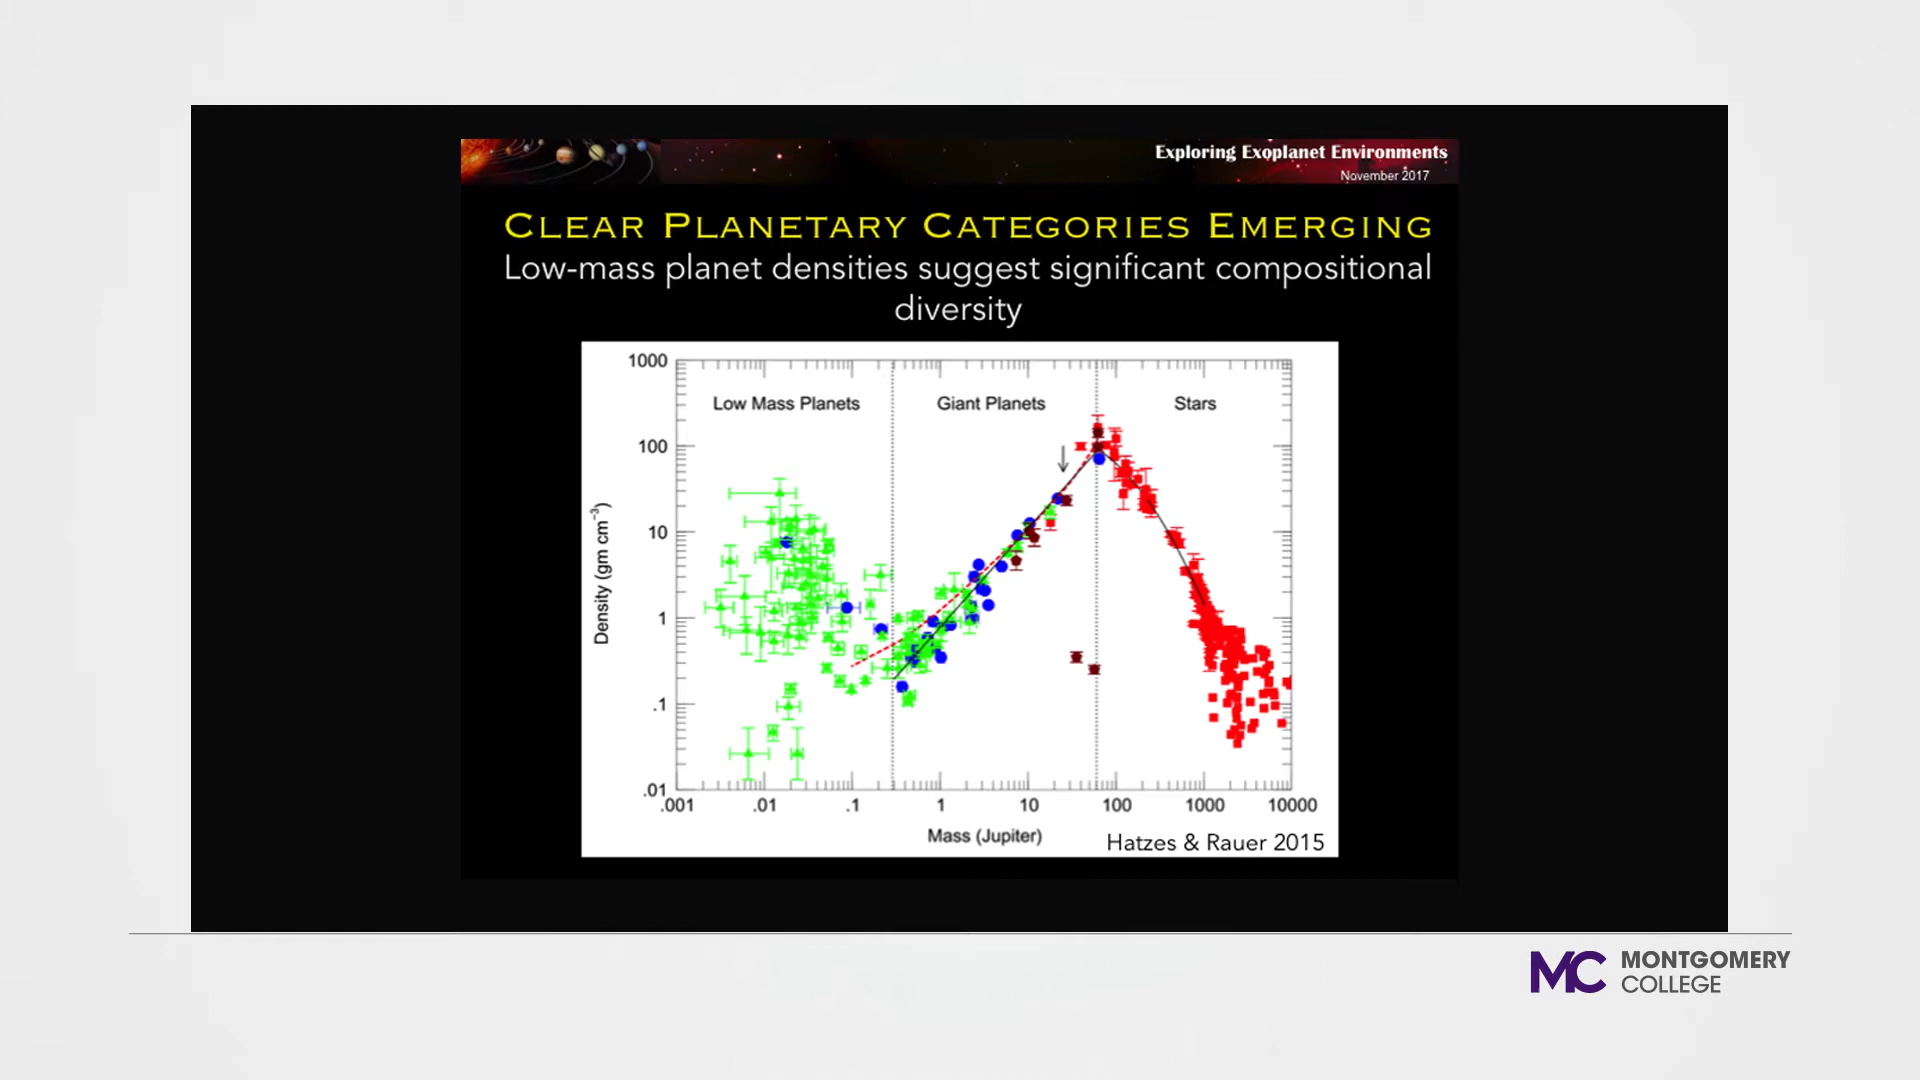 Exploring Exoplanet Environments
November 2017
CLEAR PLANETARY CATEGORIES EMERGING
Low-mass planet densities suggest significant compositional
diversity
1000
100
10
1
.1
.01
Density (gm cm⁻³)
Low Mass Planets
Giant Planets
Stars
.001 .01 .1 1 10 100 1000 10000
Mass (Jupiter)
Hatzes & Rauer 2015
MC MONTGOMERY
COLLEGE